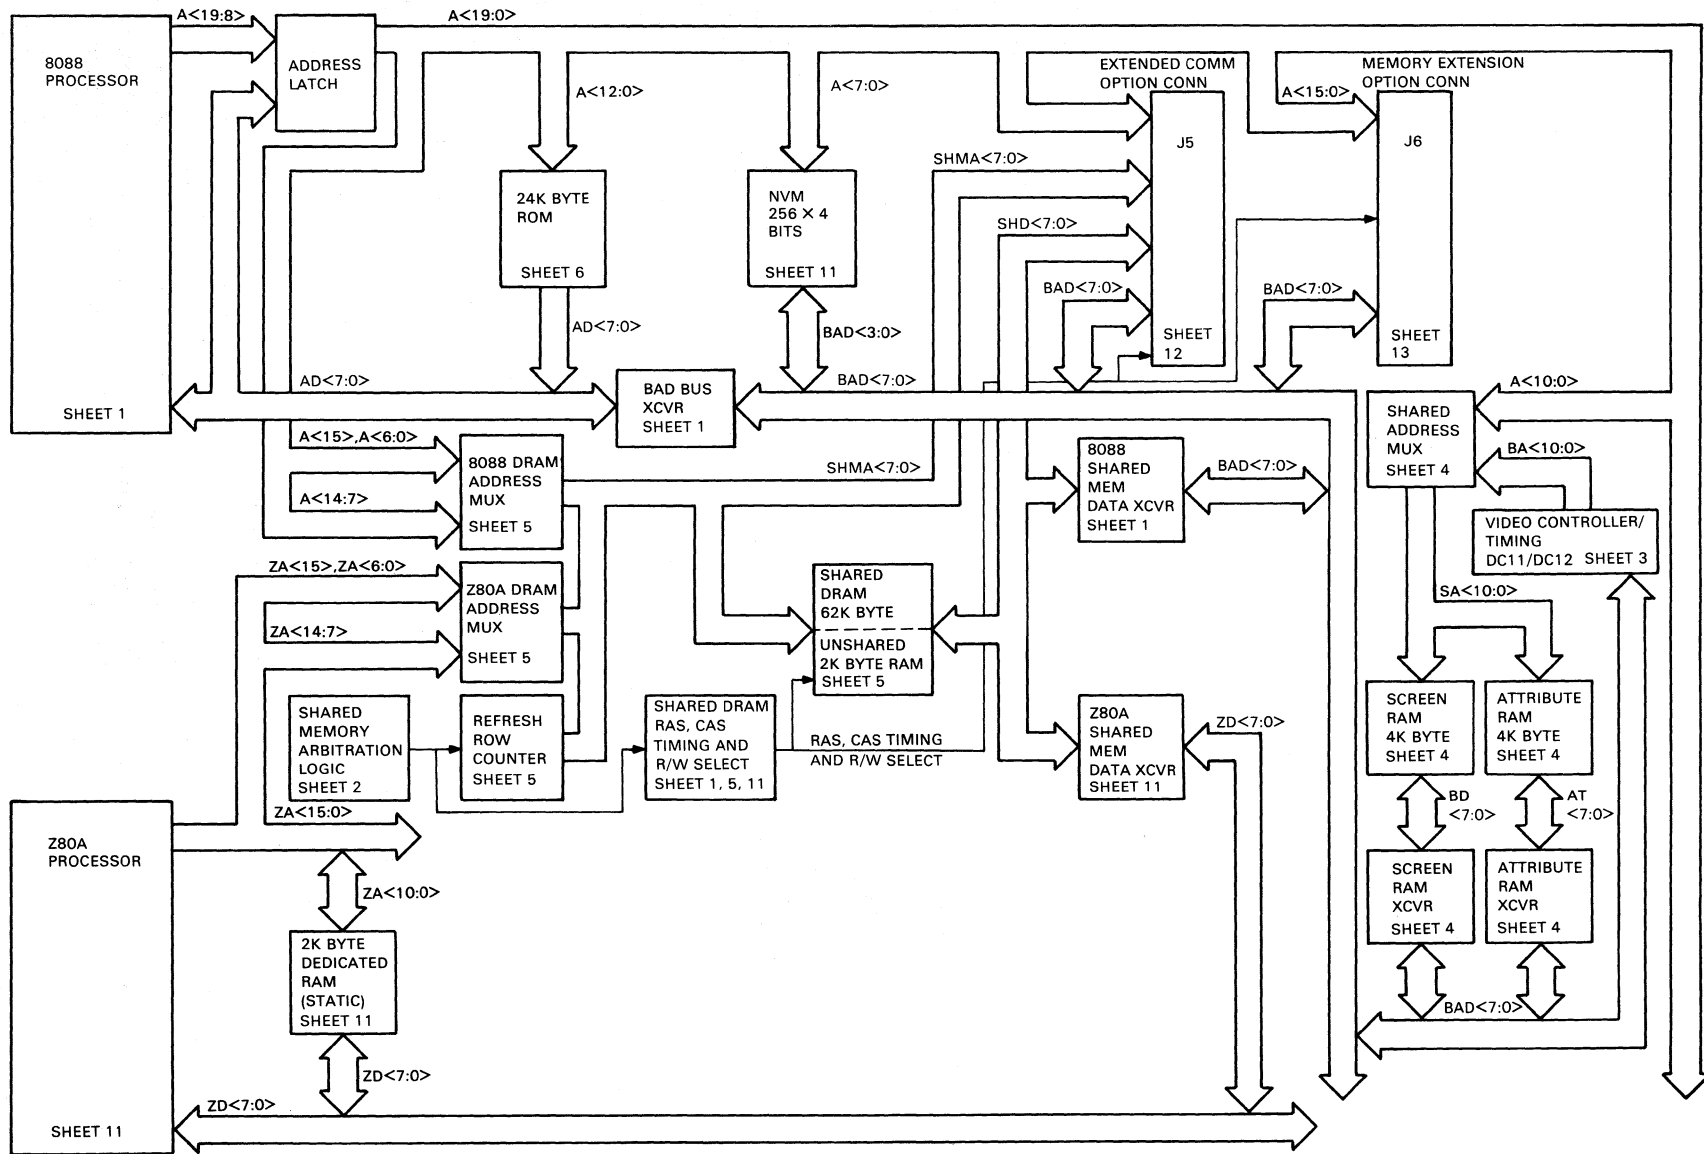 A<19:8>
A<19:0>
8088
PROCESSOR
SHEET 1
ADDRESS
LATCH
A<12:0>
A<7:0>
EXTENDED COMM
OPTION CONN
MEMORY EXTENSION
OPTION CONN
A<15:0>
J5
SHEET
12
J6
SHEET
13
SHMA<7:0>
SHD<7:0>
BAD<7:0>
BAD<7:0>
24K BYTE
ROM
SHEET 6
NVM
256 × 4
BITS
SHEET 11
AD<7:0>
BAD<3:0>
AD<7:0>
BAD BUS
XCVR
SHEET 1
BAD<7:0>
A<10:0>
SHARED
ADDRESS
MUX
SHEET 4
BA<10:0>
A<15>,A<6:0>
8088 DRAM
ADDRESS
MUX
SHEET 5
A<14:7>
SHMA<7:0>
8088
SHARED
MEM
DATA XCVR
SHEET 1
BAD<7:0>
VIDEO CONTROLLER/
TIMING
DC11/DC12 SHEET 3
ZA<15>,ZA<6:0>
Z80A DRAM
ADDRESS
MUX
SHEET 5
ZA<14:7>
SHARED
DRAM
62K BYTE
UNSHARED
2K BYTE RAM
SHEET 5
SA<10:0>
SHARED
MEMORY
ARBITRATION
LOGIC
SHEET 2
REFRESH
ROW
COUNTER
SHEET 5
SHARED DRAM
RAS, CAS
TIMING AND
R/W SELECT
SHEET 1, 5, 11
RAS, CAS TIMING
AND R/W SELECT
Z80A
SHARED
MEM
DATA XCVR
SHEET 11
ZD<7:0>
SCREEN
RAM
4K BYTE
SHEET 4
ATTRIBUTE
RAM
4K BYTE
SHEET 4
BD
<7:0>
AT
<7:0>
ZA<15:0>
Z80A
PROCESSOR
SHEET 11
ZA<10:0>
SCREEN
RAM
XCVR
SHEET 4
ATTRIBUTE
RAM
XCVR
SHEET 4
2K BYTE
DEDICATED
RAM
(STATIC)
SHEET 11
BAD<7:0>
ZD<7:0>
ZD<7:0>